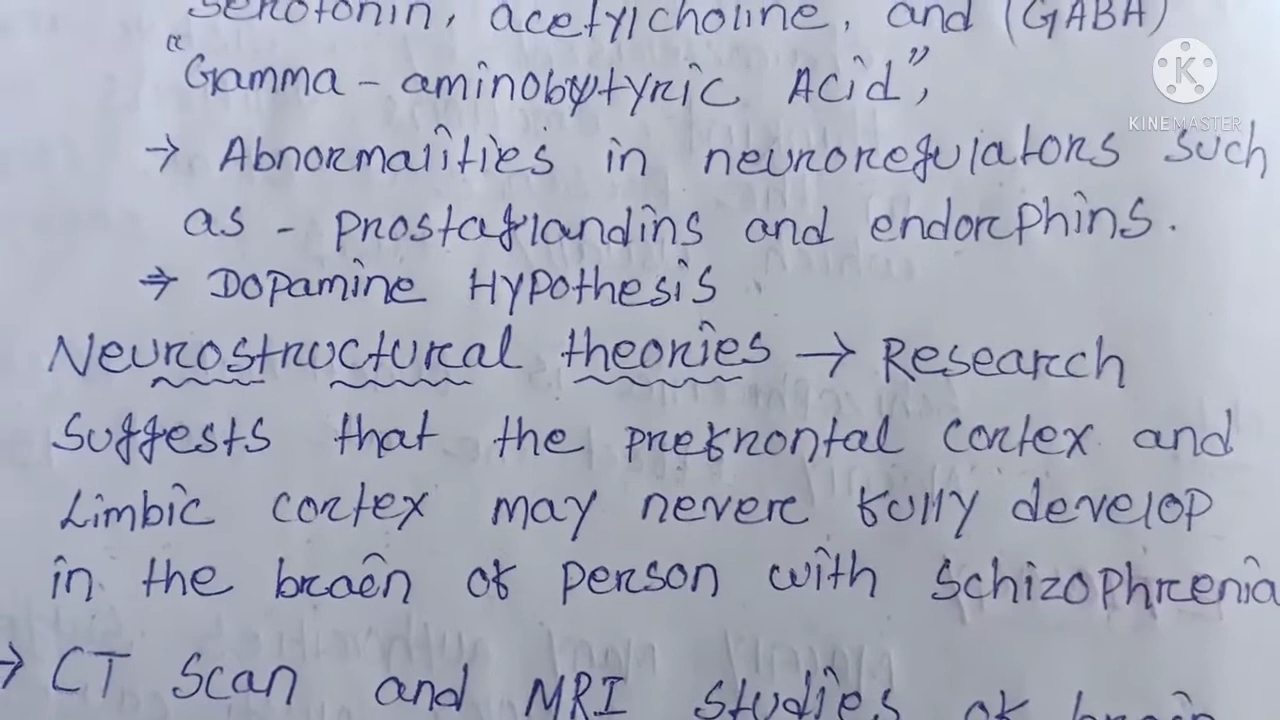 serotonin, acetylcholine, and (GABA)
"Gamma - aminobutyric Acid",
→ Abnormalities in neuroregulators such
as - prostaglandins and endorphins.
⇒ Dopamine Hypothesis
Neurostructural theories → Research
suggests that the prefrontal cortex and
Limbic cortex may never fully develop
in the brain of person with Schizophrenia
→ CT Scan and MRI studies of brain
KINEMASTER